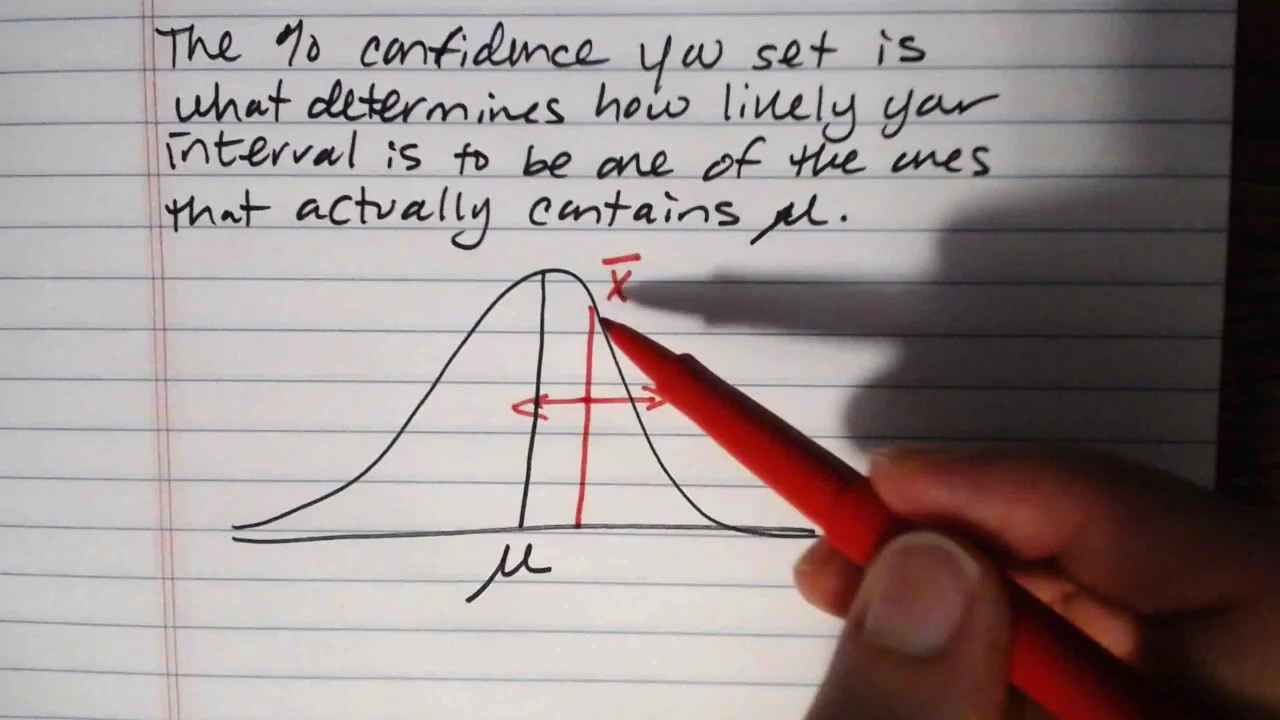 The % confidence you set is
what determines how likely your
interval is to be one of the ones
that actually contains μ.
x̄
μ